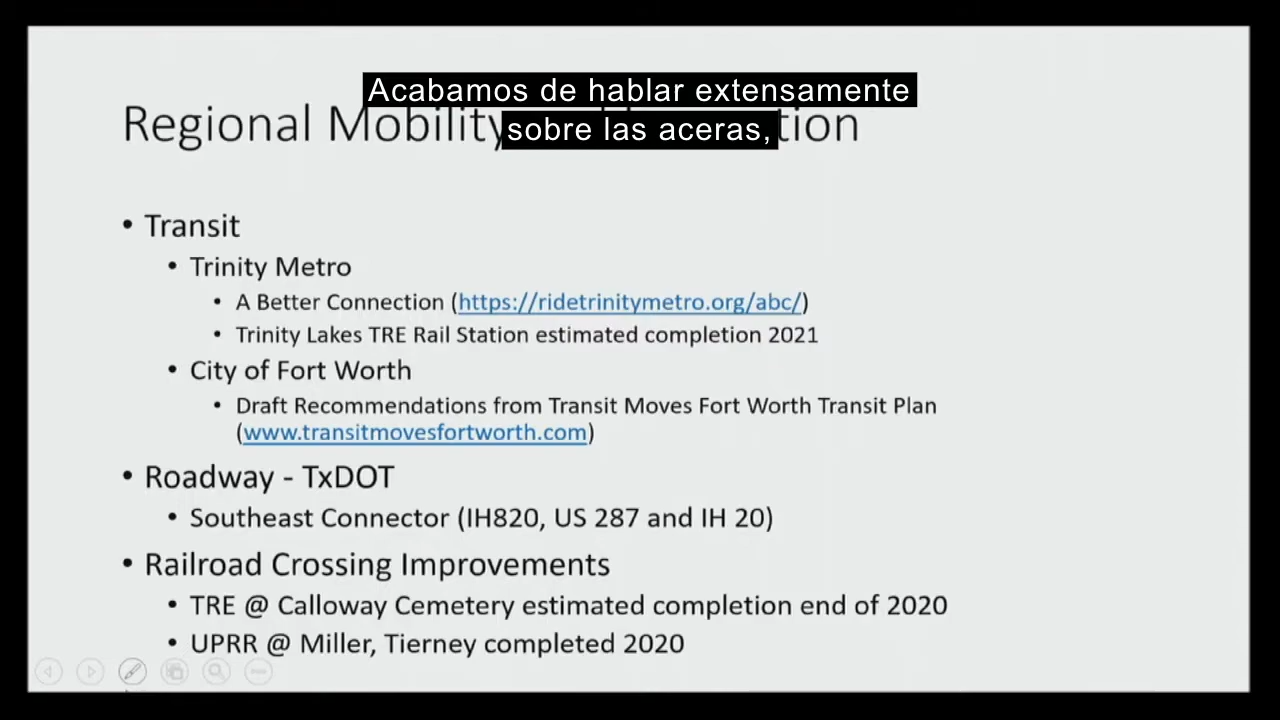 Acabamos de hablar extensamente
sobre las aceras,
Regional Mobility
• Transit
• Trinity Metro
• A Better Connection (https://ridetrinitymetro.org/abc/)
• Trinity Lakes TRE Rail Station estimated completion 2021
• City of Fort Worth
• Draft Recommendations from Transit Moves Fort Worth Transit Plan
(www.transitmovesfortworth.com)
• Roadway - TxDOT
• Southeast Connector (IH820, US 287 and IH 20)
• Railroad Crossing Improvements
• TRE @ Calloway Cemetery estimated completion end of 2020
• UPRR @ Miller, Tierney completed 2020